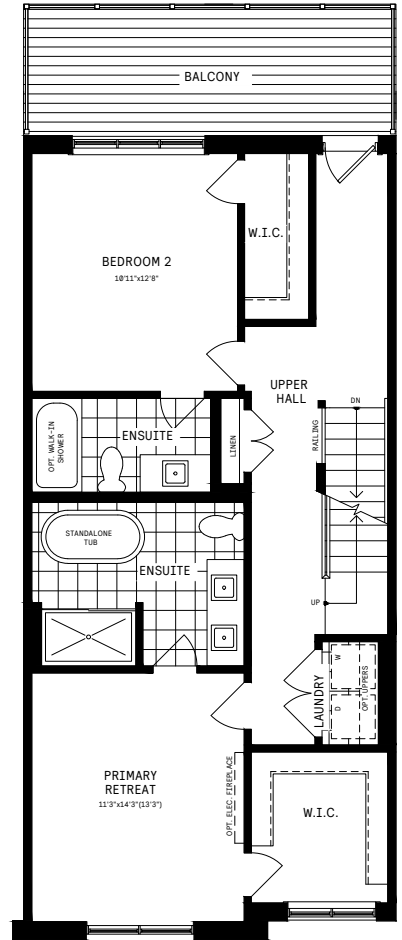 BALCONY
W.I.C.
BEDROOM 2
10'11"x12'8"
UPPER
HALL
DN
RAILING
LINEN
ENSUITE
OPT. WALK-IN
SHOWER
STANDALONE
TUB
ENSUITE
UP
LAUNDRY
W
D
OPT. UPPERS
PRIMARY
RETREAT
11'3"x14'3"(13'3")
OPT. ELEC. FIREPLACE
W.I.C.